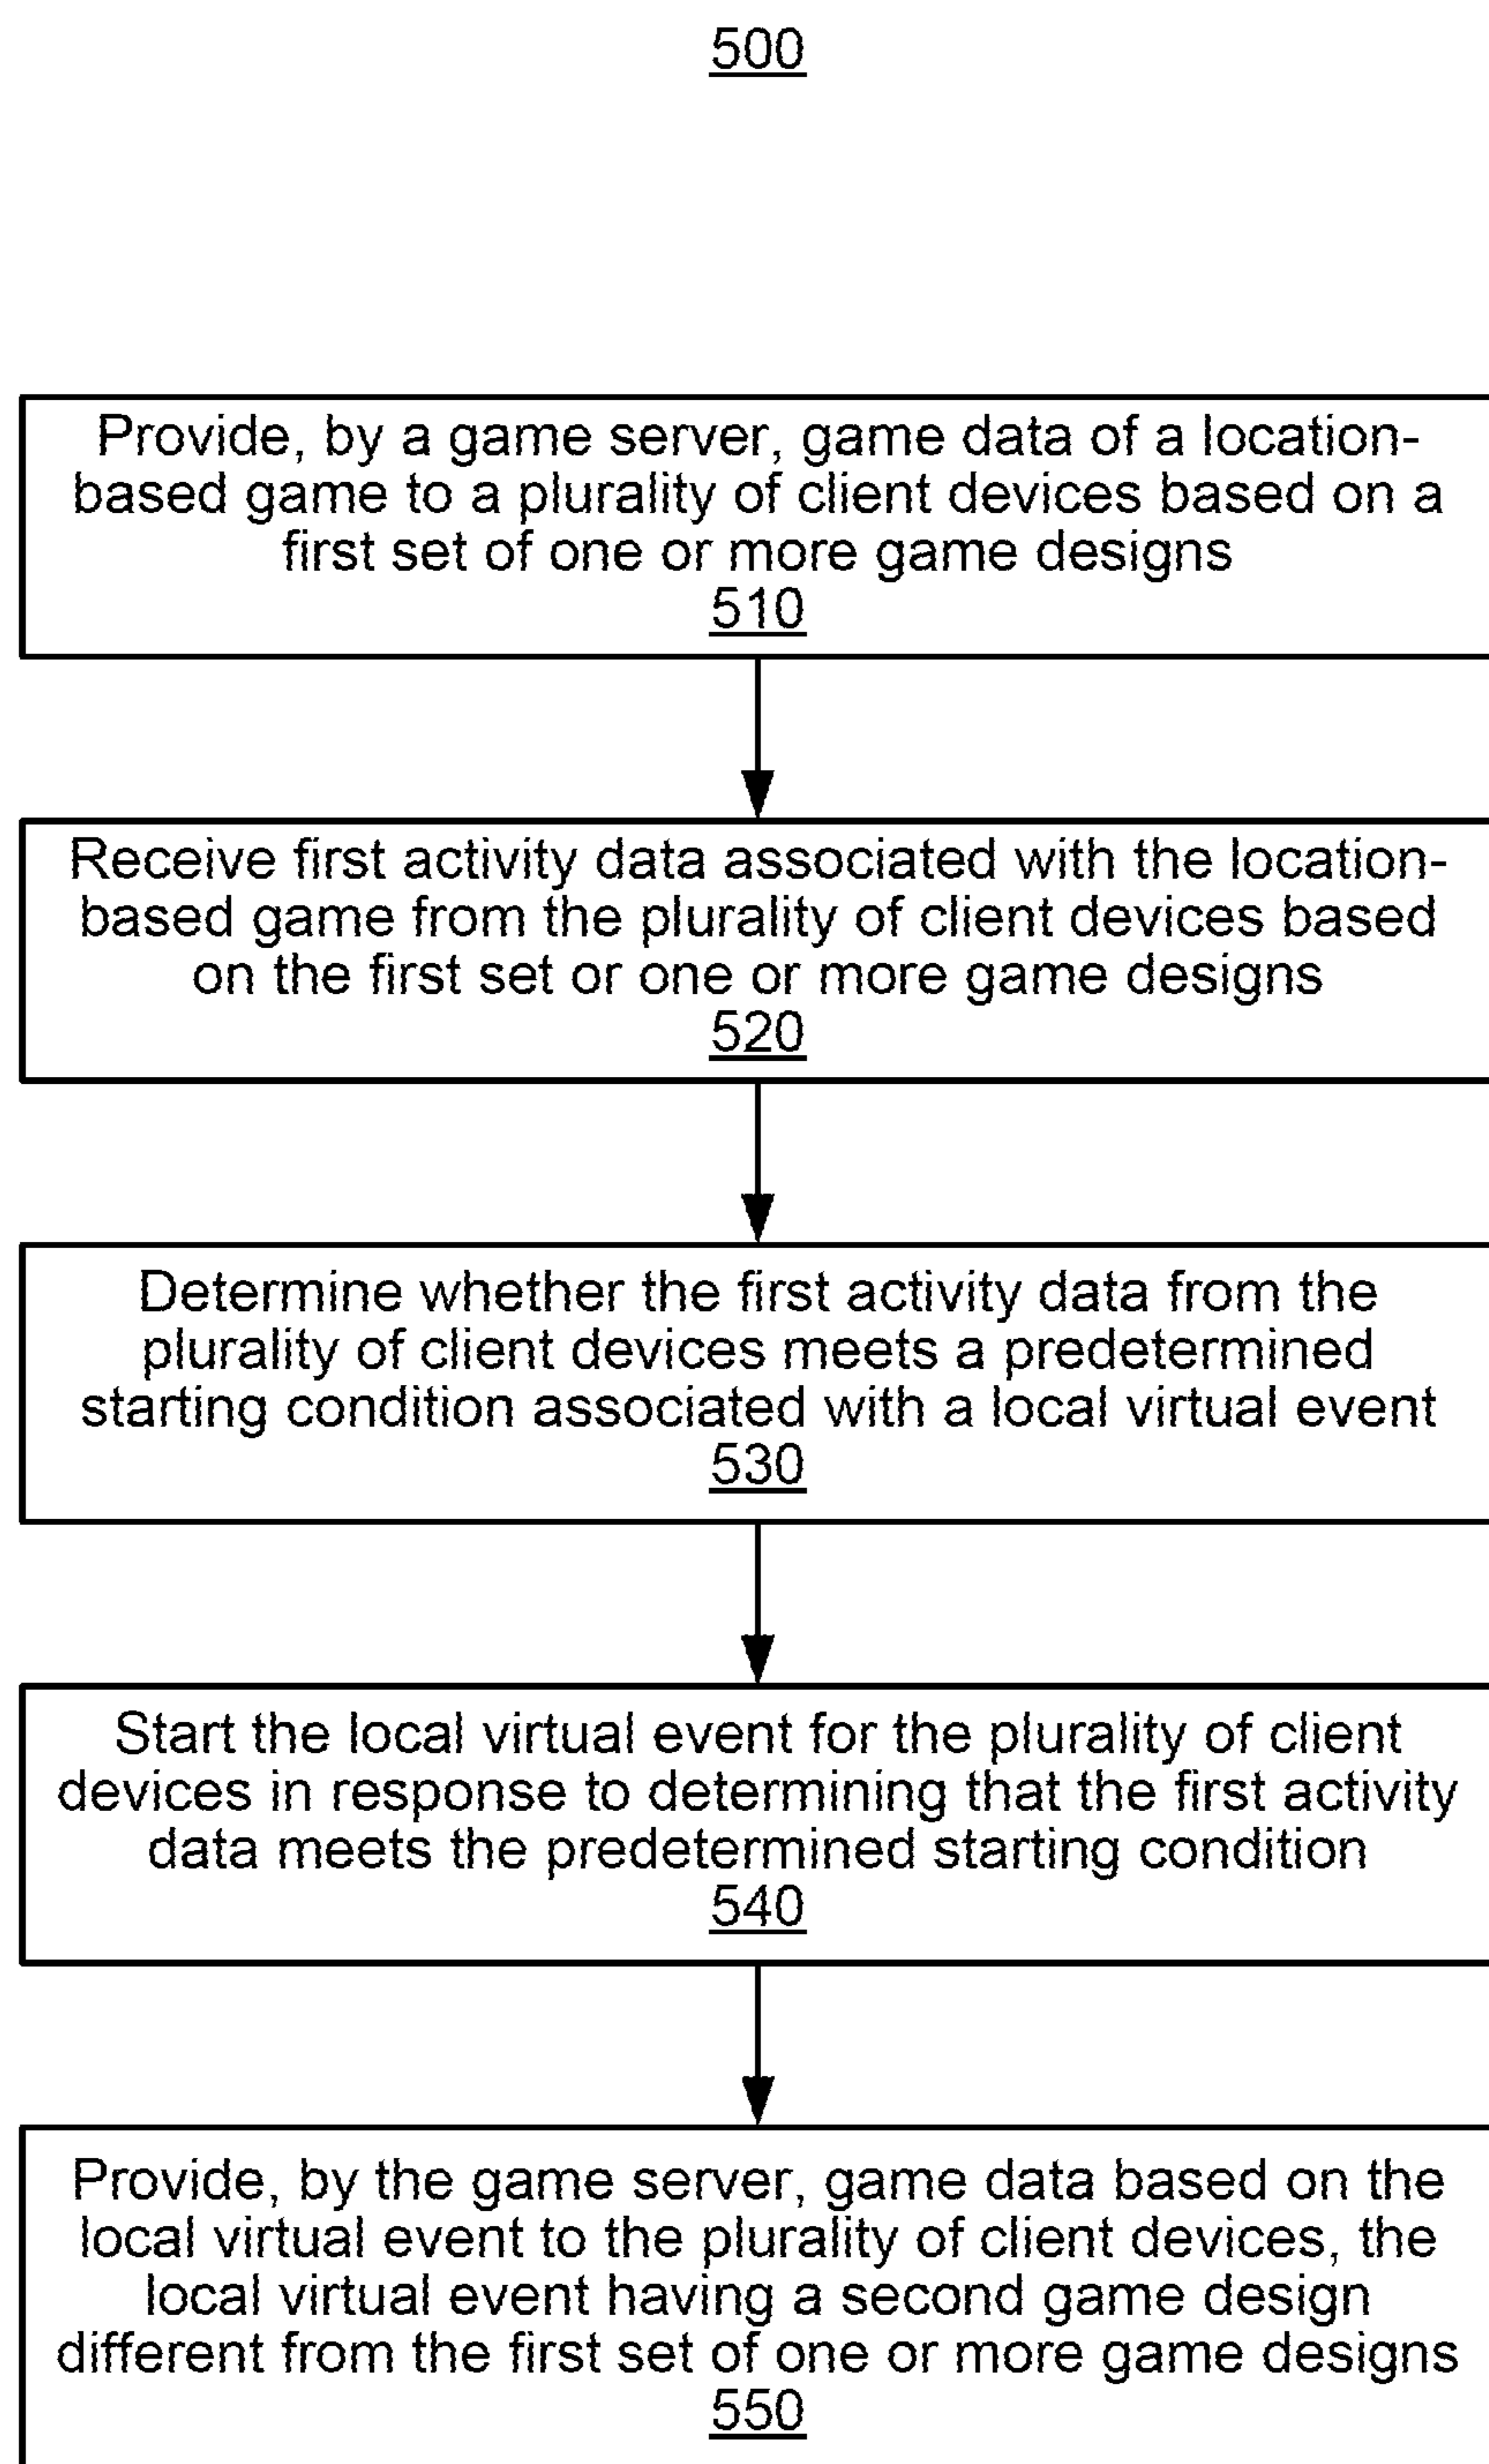 500
Provide, by a game server, game data of a location-
based game to a plurality of client devices based on a
first set of one or more game designs
510
Receive first activity data associated with the location-
based game from the plurality of client devices based
on the first set or one or more game designs
520
Determine whether the first activity data from the
plurality of client devices meets a predetermined
starting condition associated with a local virtual event
530
Start the local virtual event for the plurality of client
devices in response to determining that the first activity
data meets the predetermined starting condition
540
Provide, by the game server, game data based on the
local virtual event to the plurality of client devices, the
local virtual event having a second game design
different from the first set of one or more game designs
550